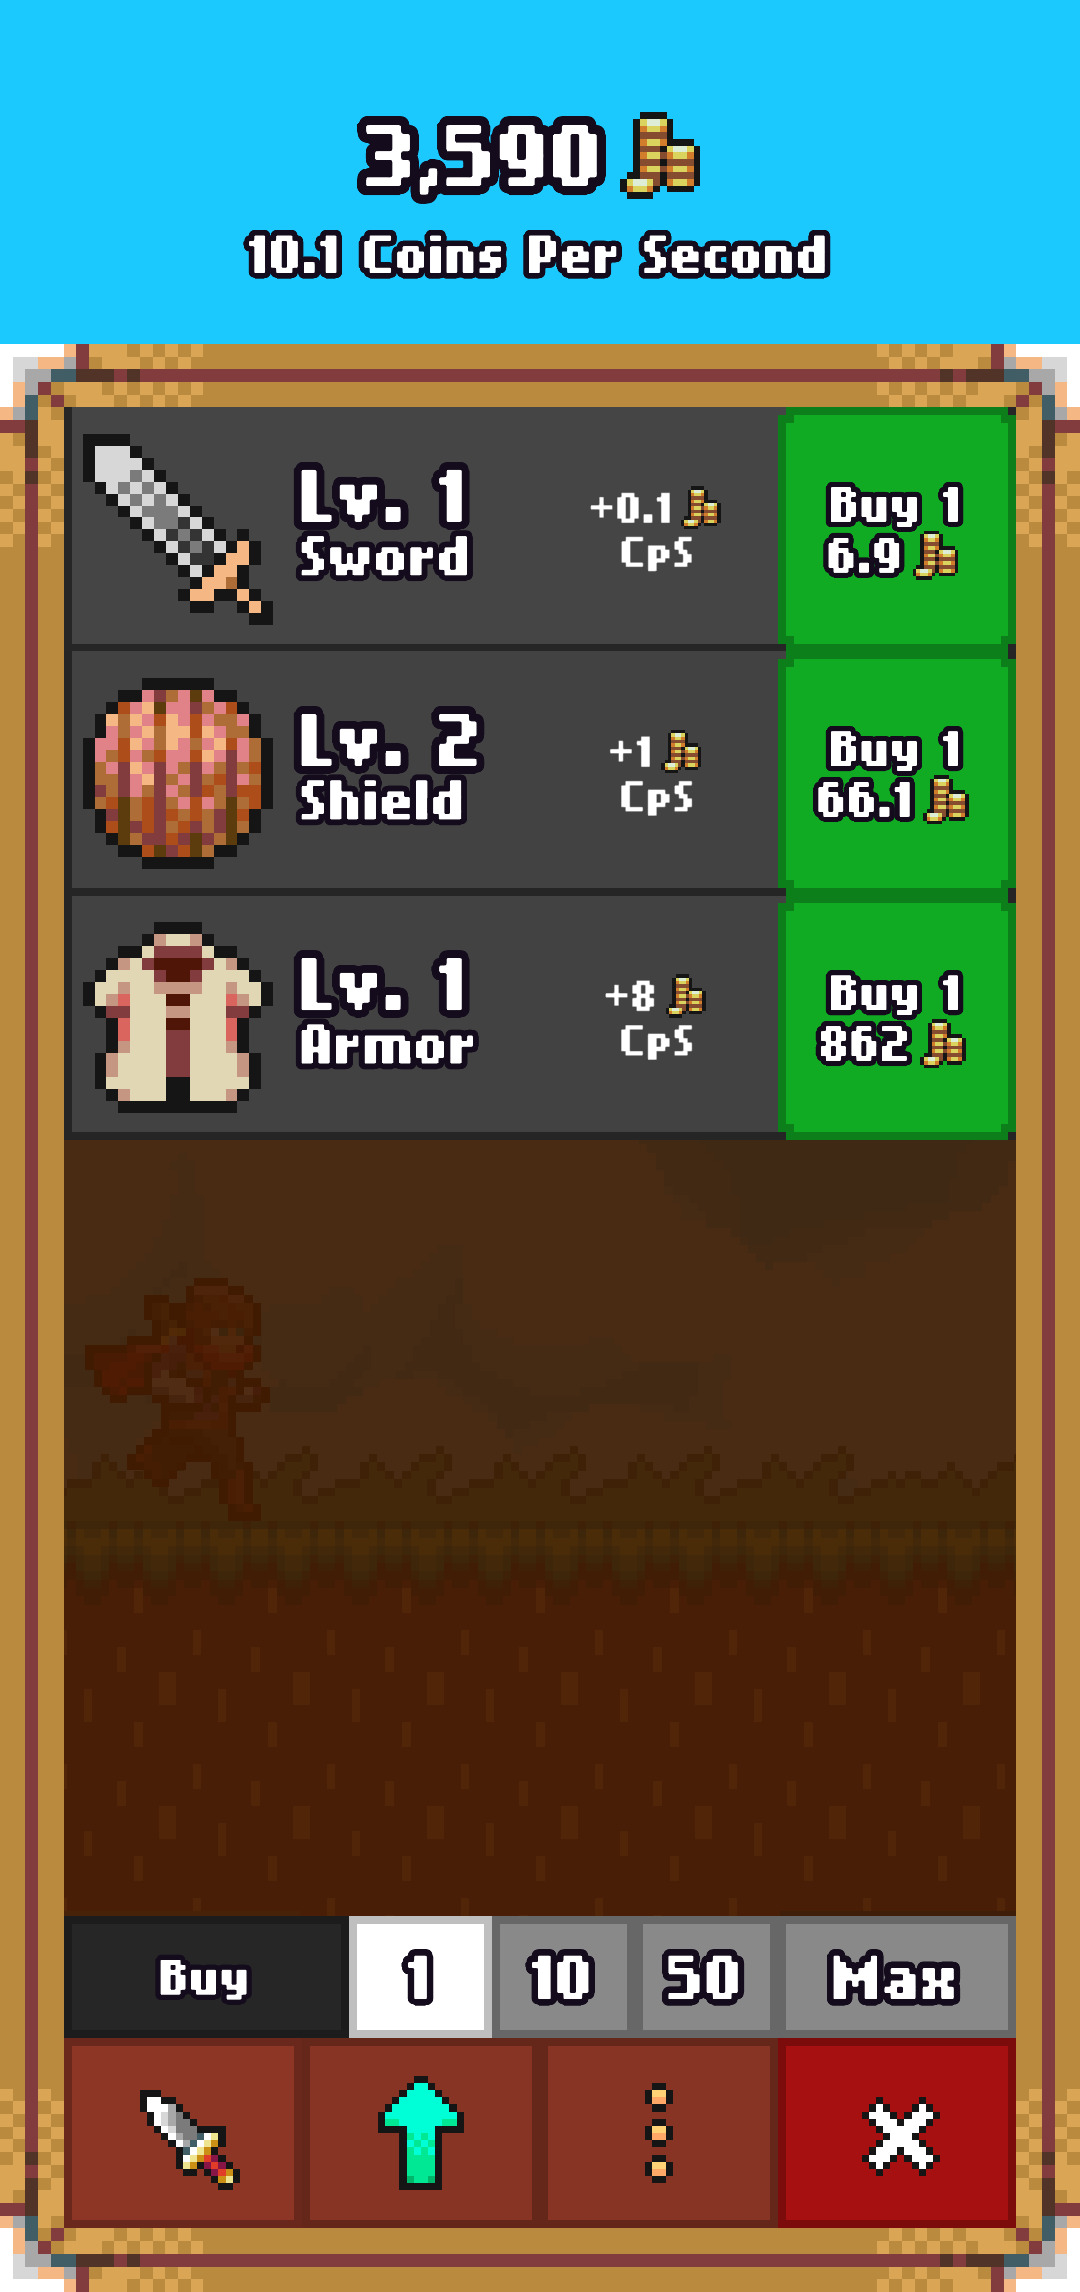 3,590
10.1 Coins Per Second
Lv. 1
Sword
+0.1
CpS
Buy 1
6.9
Lv. 2
Shield
+1
CpS
Buy 1
66.1
Lv. 1
Armor
+8
CpS
Buy 1
862
Buy 1 10 50 Max